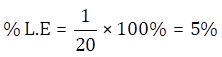 % L.E = 1/20 × 100% = 5%